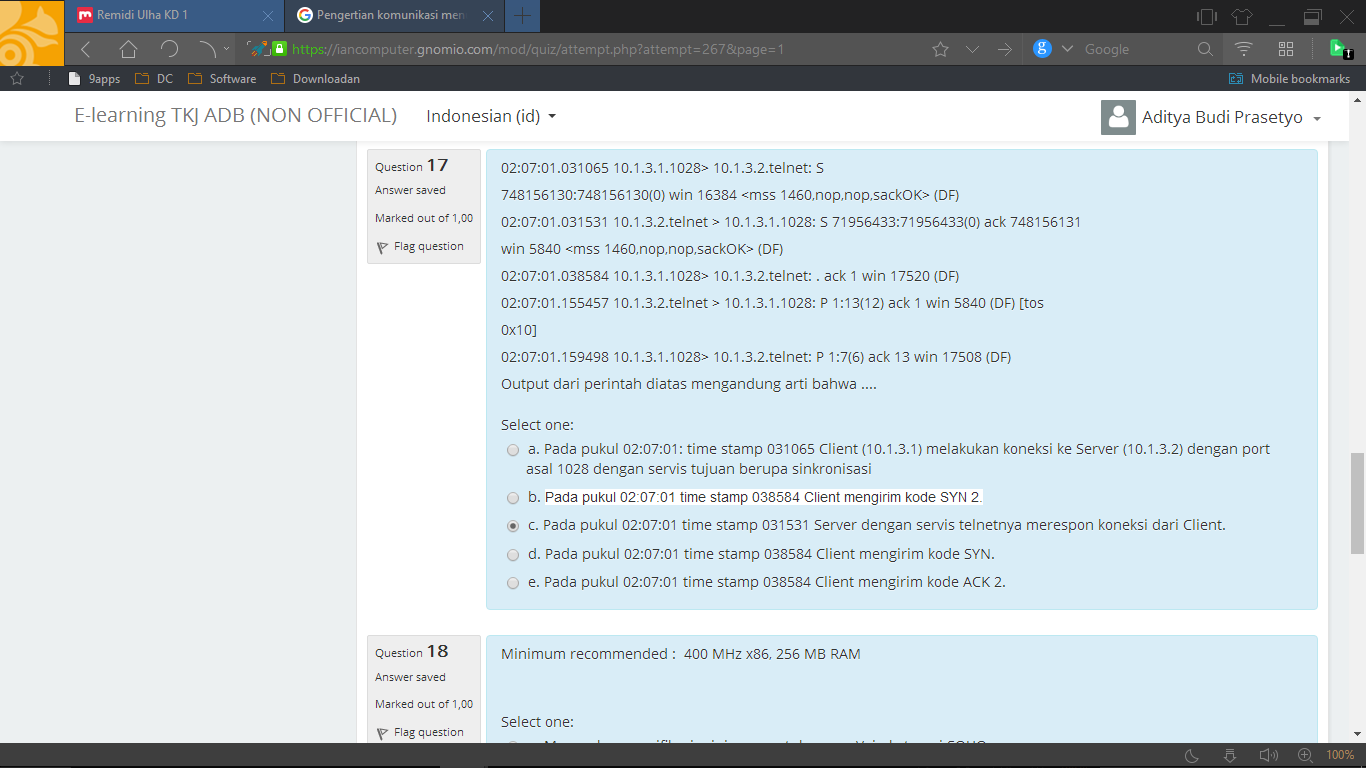 Remidi Ulha KD 1
Pengertian komunikasi men
https://iancomputer.gnomio.com/mod/quiz/attempt.php?attempt=267&page=1
Google
9apps
DC
Software
Downloadan
Mobile bookmarks
E-learning TKJ ADB (NON OFFICIAL)
Indonesian (id)
Aditya Budi Prasetyo
Question 17
Answer saved
Marked out of 1,00
Flag question
02:07:01.031065 10.1.3.1.1028> 10.1.3.2.telnet: S
748156130:748156130(0) win 16384 <mss 1460,nop,nop,sackOK> (DF)
02:07:01.031531 10.1.3.2.telnet > 10.1.3.1.1028: S 71956433:71956433(0) ack 748156131
win 5840 <mss 1460,nop,nop,sackOK> (DF)
02:07:01.038584 10.1.3.1.1028> 10.1.3.2.telnet: . ack 1 win 17520 (DF)
02:07:01.155457 10.1.3.2.telnet > 10.1.3.1.1028: P 1:13(12) ack 1 win 5840 (DF) [tos
0x10]
02:07:01.159498 10.1.3.1.1028> 10.1.3.2.telnet: P 1:7(6) ack 13 win 17508 (DF)
Output dari perintah diatas mengandung arti bahwa ....
Select one:
a. Pada pukul 02:07:01: time stamp 031065 Client (10.1.3.1) melakukan koneksi ke Server (10.1.3.2) dengan port
asal 1028 dengan servis tujuan berupa sinkronisasi
b. Pada pukul 02:07:01 time stamp 038584 Client mengirim kode SYN 2.
c. Pada pukul 02:07:01 time stamp 031531 Server dengan servis telnetnya merespon koneksi dari Client.
d. Pada pukul 02:07:01 time stamp 038584 Client mengirim kode SYN.
e. Pada pukul 02:07:01 time stamp 038584 Client mengirim kode ACK 2.
Question 18
Answer saved
Marked out of 1,00
Flag question
Minimum recommended : 400 MHz x86, 256 MB RAM
Select one:
100%